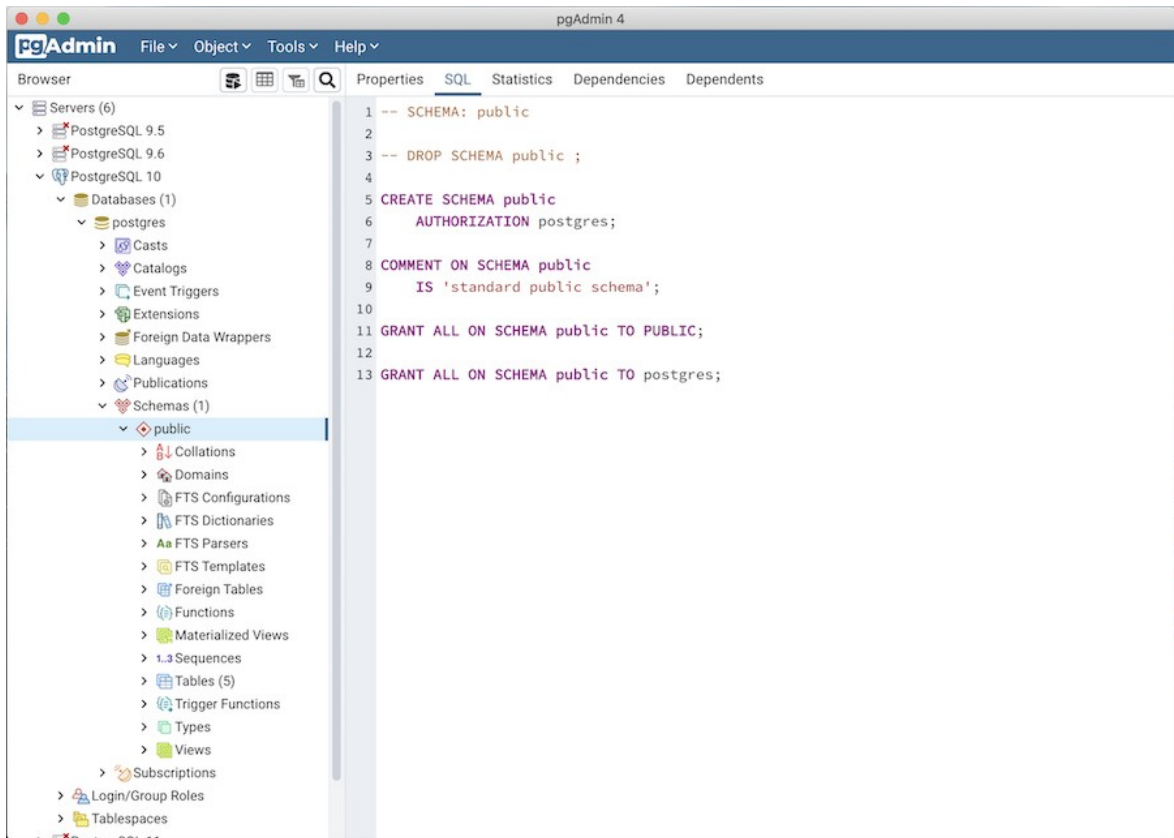 pgAdmin 4
pgAdmin File Object Tools Help
Browser
Properties SQL Statistics Dependencies Dependents
Servers (6)
PostgreSQL 9.5
PostgreSQL 9.6
PostgreSQL 10
Databases (1)
postgres
Casts
Catalogs
Event Triggers
Extensions
Foreign Data Wrappers
Languages
Publications
Schemas (1)
public
Collations
Domains
FTS Configurations
FTS Dictionaries
Aa FTS Parsers
FTS Templates
Foreign Tables
Functions
Materialized Views
1..3 Sequences
Tables (5)
Trigger Functions
Types
Views
Subscriptions
Login/Group Roles
Tablespaces
1 -- SCHEMA: public
2
3 -- DROP SCHEMA public ;
4
5 CREATE SCHEMA public
6     AUTHORIZATION postgres;
7
8 COMMENT ON SCHEMA public
9     IS 'standard public schema';
10
11 GRANT ALL ON SCHEMA public TO PUBLIC;
12
13 GRANT ALL ON SCHEMA public TO postgres;